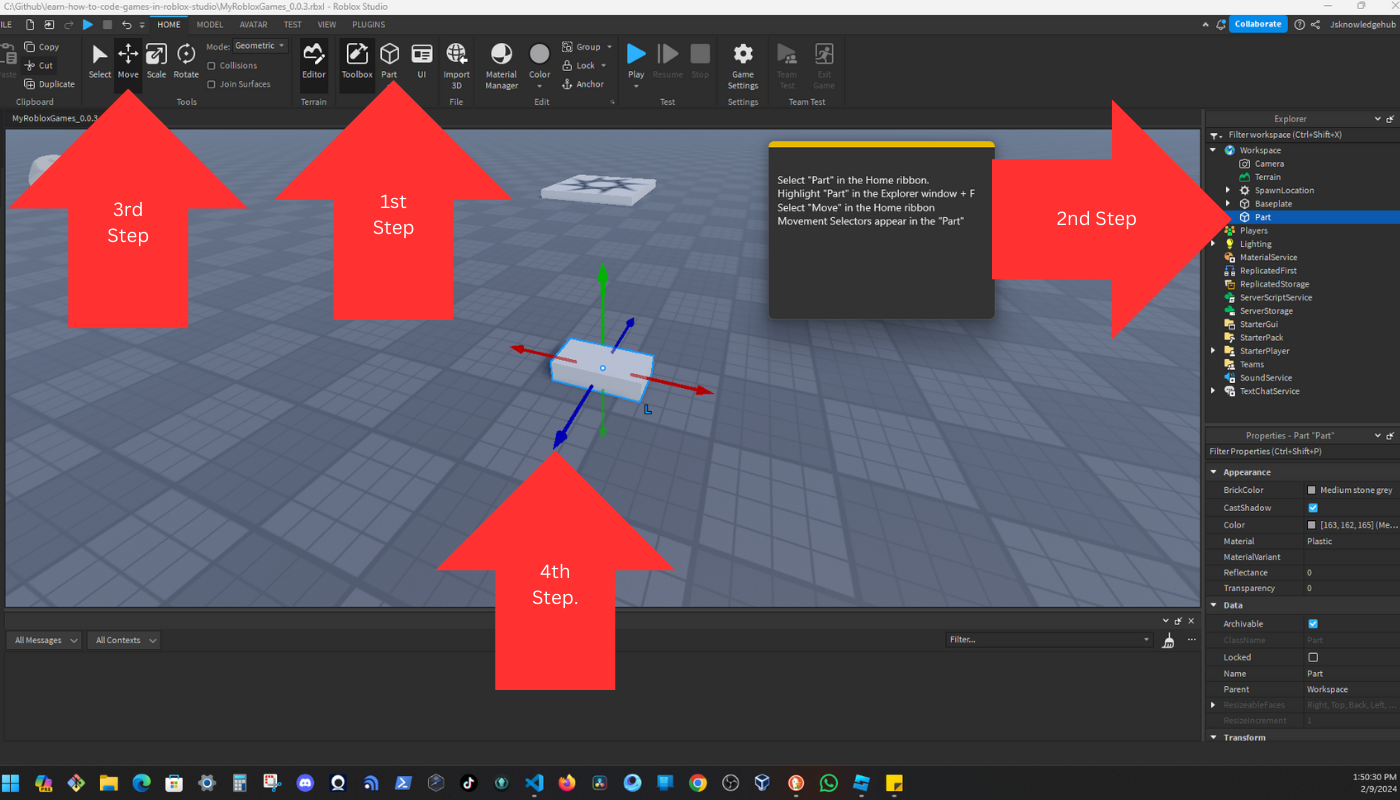 C:\Github\learn-how-to-code-games-in-roblox-studio\MyRobloxGames_0.0.3.rbxl - Roblox Studio
ILE HOME MODEL AVATAR TEST VIEW PLUGINS
Collaborate Jsknowledgehub
aste
Copy
Cut
Duplicate
Clipboard
Select Move Scale Rotate
Mode: Geometric
Collisions
Join Surfaces
Tools
Editor
Terrain
Toolbox Part UI
Import
3D
File
Material
Manager
Color
Group
Lock
Anchor
Edit
Play Resume Stop
Test
Game
Settings
Settings
Team
Test
Exit
Game
Team Test
MyRobloxGames_0.0.3
3rd
Step
1st
Step
Select "Part" in the Home ribbon.
Highlight "Part" in the Explorer window + F
Select "Move" in the Home ribbon
Movement Selectors appear in the "Part"
2nd Step
L
4th
Step.
Explorer
Filter workspace (Ctrl+Shift+X)
Workspace
Camera
Terrain
SpawnLocation
Baseplate
Part
Players
Lighting
MaterialService
ReplicatedFirst
ReplicatedStorage
ServerScriptService
ServerStorage
StarterGui
StarterPack
StarterPlayer
Teams
SoundService
TextChatService
Properties - Part "Part"
Filter Properties (Ctrl+Shift+P)
Appearance
BrickColor Medium stone grey
CastShadow
Color [163, 162, 165] (Me...
Material Plastic
MaterialVariant
Reflectance 0
Transparency 0
Data
Archivable
ClassName Part
Locked
Name Part
Parent Workspace
ResizeableFaces Right, Top, Back, Left, ...
ResizeIncrement 1
Transform
All Messages All Contexts Filter...
PRE
1:50:30 PM
2/9/2024